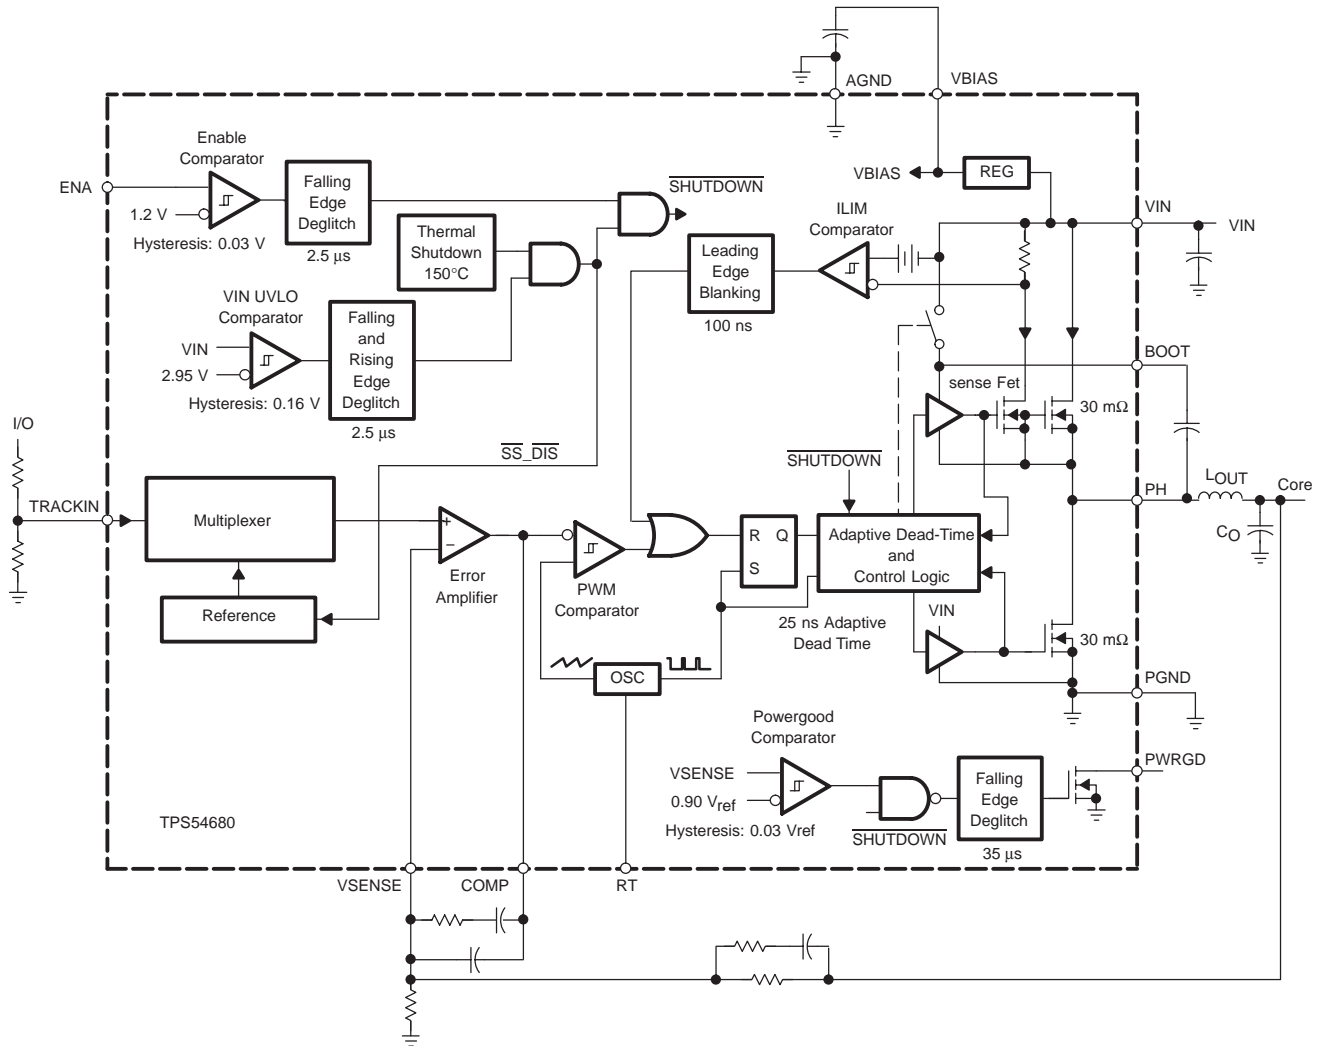 AGND
VBIAS
Enable
Comparator
ENA
1.2 V
Hysteresis: 0.03 V
Falling
Edge
Deglitch
2.5 μs
SHUTDOWN
Thermal
Shutdown
150°C
VBIAS
REG
ILIM
Comparator
VIN
VIN
Leading
Edge
Blanking
100 ns
VIN UVLO
Comparator
VIN
2.95 V
Hysteresis: 0.16 V
Falling
and
Rising
Edge
Deglitch
2.5 μs
BOOT
sense Fet
30 mΩ
I/O
SS_DIS
SHUTDOWN
TRACKIN
Multiplexer
Reference
+
−
Error
Amplifier
PWM
Comparator
R Q
S
Adaptive Dead-Time
and
Control Logic
25 ns Adaptive
Dead Time
PH
LOUT
Core
CO
VIN
30 mΩ
OSC
PGND
Powergood
Comparator
VSENSE
0.90 Vref
Hysteresis: 0.03 Vref
SHUTDOWN
Falling
Edge
Deglitch
35 μs
PWRGD
TPS54680
VSENSE
COMP
RT